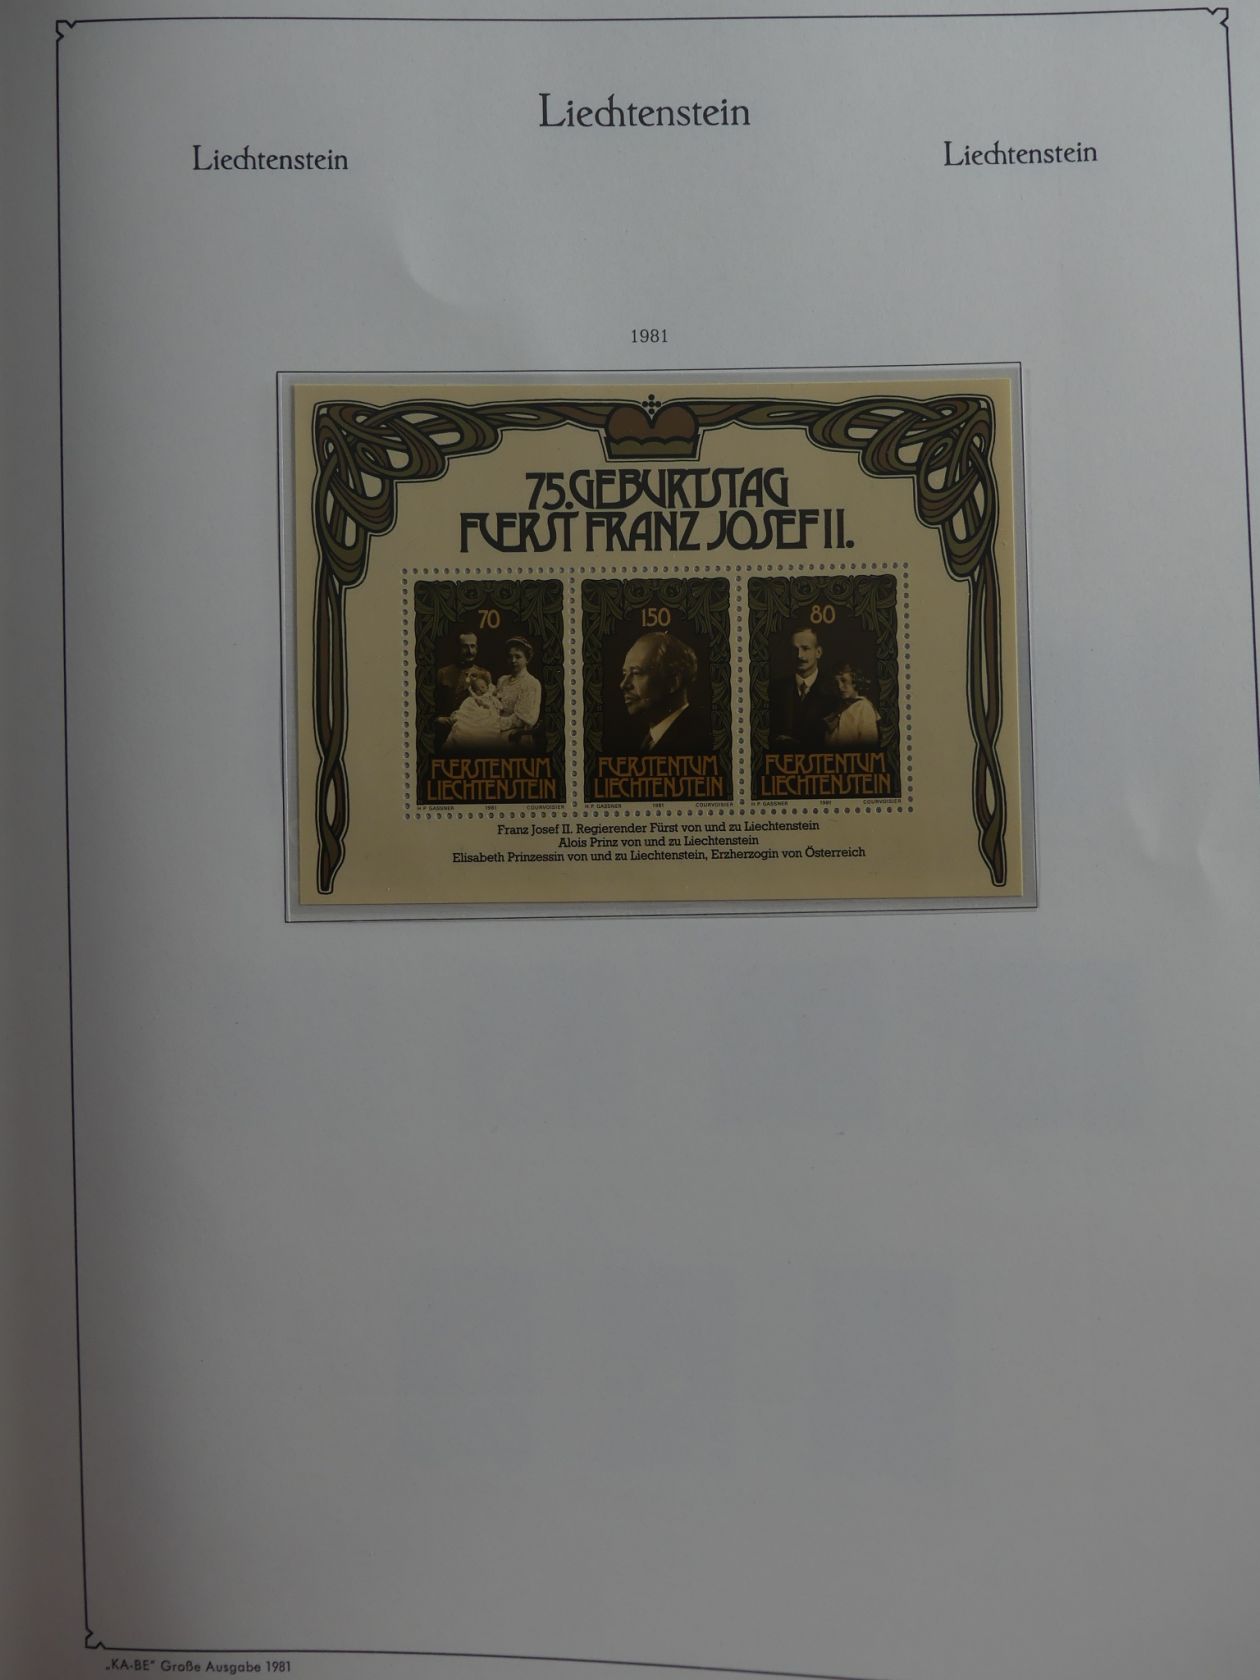 Liechtenstein
Liechtenstein Liechtenstein
1981
75. GEBURTSTAG
FUERST FRANZ JOSEF II.
70 150 80
FUERSTENTUM FUERSTENTUM FUERSTENTUM
LIECHTENSTEIN LIECHTENSTEIN LIECHTENSTEIN
H.P. GASSNER 1981 COURVOISIER H.P. GASSNER 1981 COURVOISIER H.P. GASSNER 1981 COURVOISIER
Franz Josef II. Regierender Fürst von und zu Liechtenstein
Alois Prinz von und zu Liechtenstein
Elisabeth Prinzessin von und zu Liechtenstein, Erzherzogin von Österreich
„KA-BE“ Große Ausgabe 1981